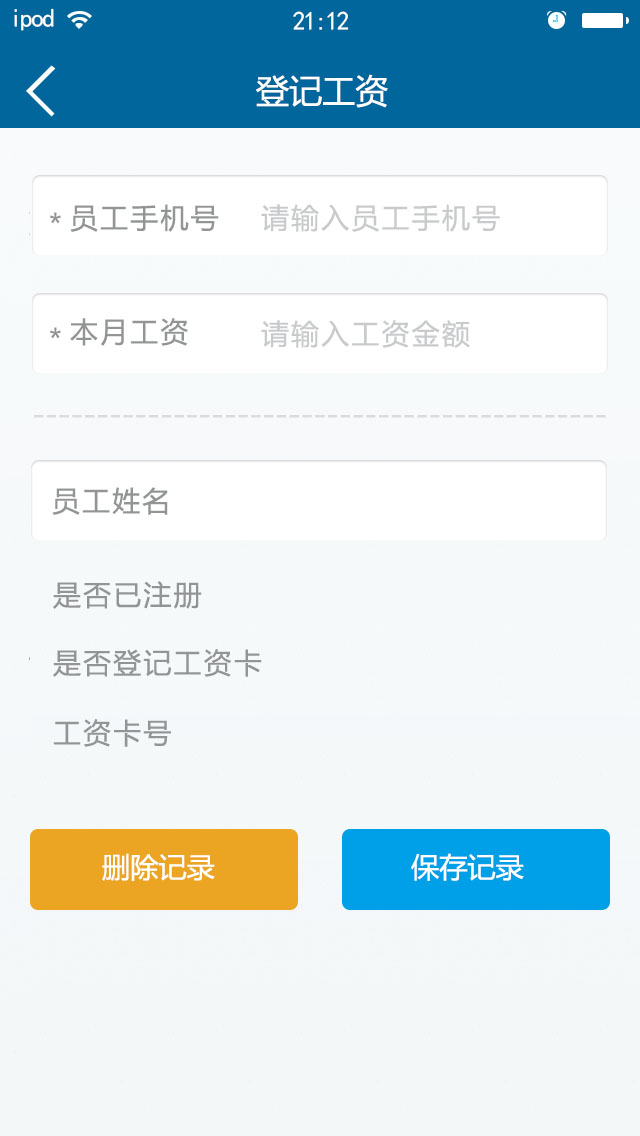 ipod 21:12
登记工资
* 员工手机号 请输入员工手机号
* 本月工资 请输入工资金额
员工姓名
是否已注册
是否登记工资卡
工资卡号
删除记录 保存记录